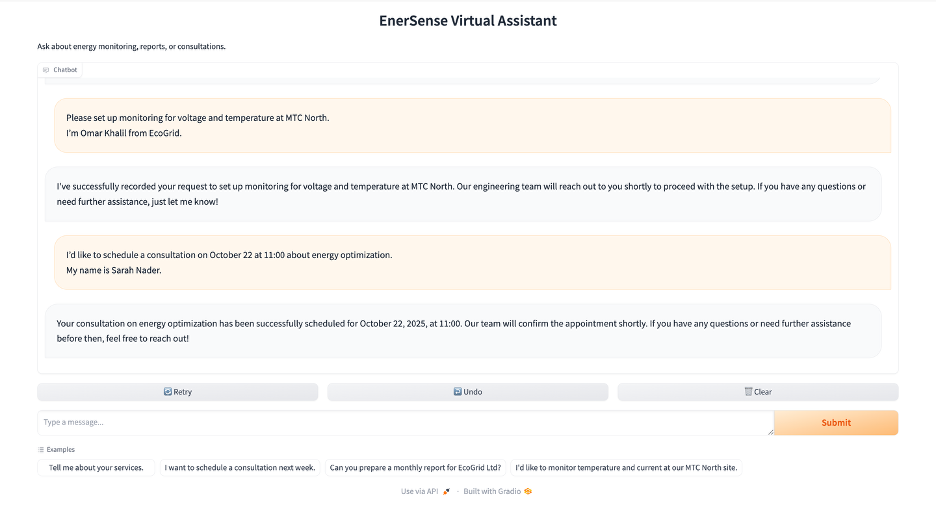 EnerSense Virtual Assistant
Ask about energy monitoring, reports, or consultations.
Chatbot
Please set up monitoring for voltage and temperature at MTC North.
I'm Omar Khalil from EcoGrid.
I've successfully recorded your request to set up monitoring for voltage and temperature at MTC North. Our engineering team will reach out to you shortly to proceed with the setup. If you have any questions or
need further assistance, just let me know!
I'd like to schedule a consultation on October 22 at 11:00 about energy optimization.
My name is Sarah Nader.
Your consultation on energy optimization has been successfully scheduled for October 22, 2025, at 11:00. Our team will confirm the appointment shortly. If you have any questions or need further assistance
before then, feel free to reach out!
Retry Undo Clear
Type a message... Submit
Examples
Tell me about your services. I want to schedule a consultation next week. Can you prepare a monthly report for EcoGrid Ltd? I'd like to monitor temperature and current at our MTC North site.
Use via API · Built with Gradio